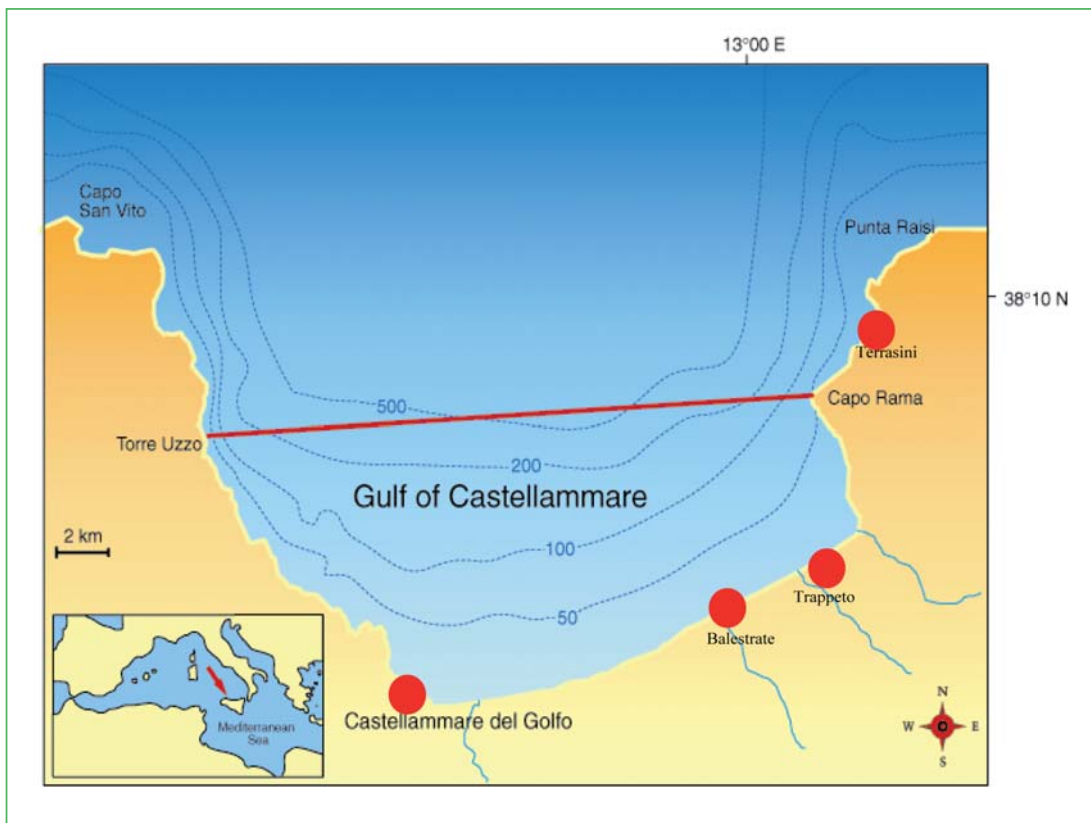 13°00 E
Capo
San Vito
Punta Raisi
38°10 N
Terrasini
500
Capo Rama
Torre Uzzo
200
Gulf of Castellammare
2 km
100
Trappeto
50
Balestrate
Castellammare del Golfo
Mediterranean
Sea
N
W
E
S